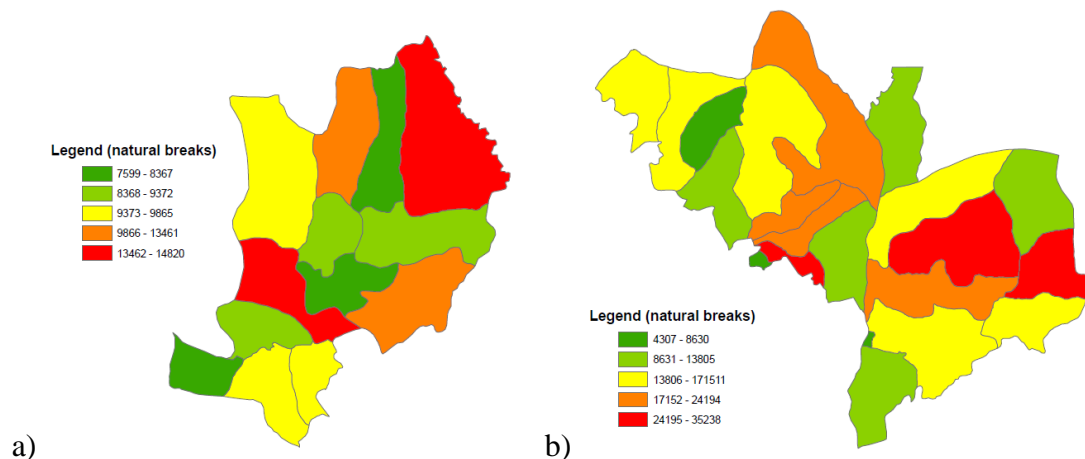 Legend (natural breaks)
7599 - 8367
8368 - 9372
9373 - 9865
9866 - 13461
13462 - 14820
a)
Legend (natural breaks)
4307 - 8630
8631 - 13805
13806 - 171511
17152 - 24194
24195 - 35238
b)